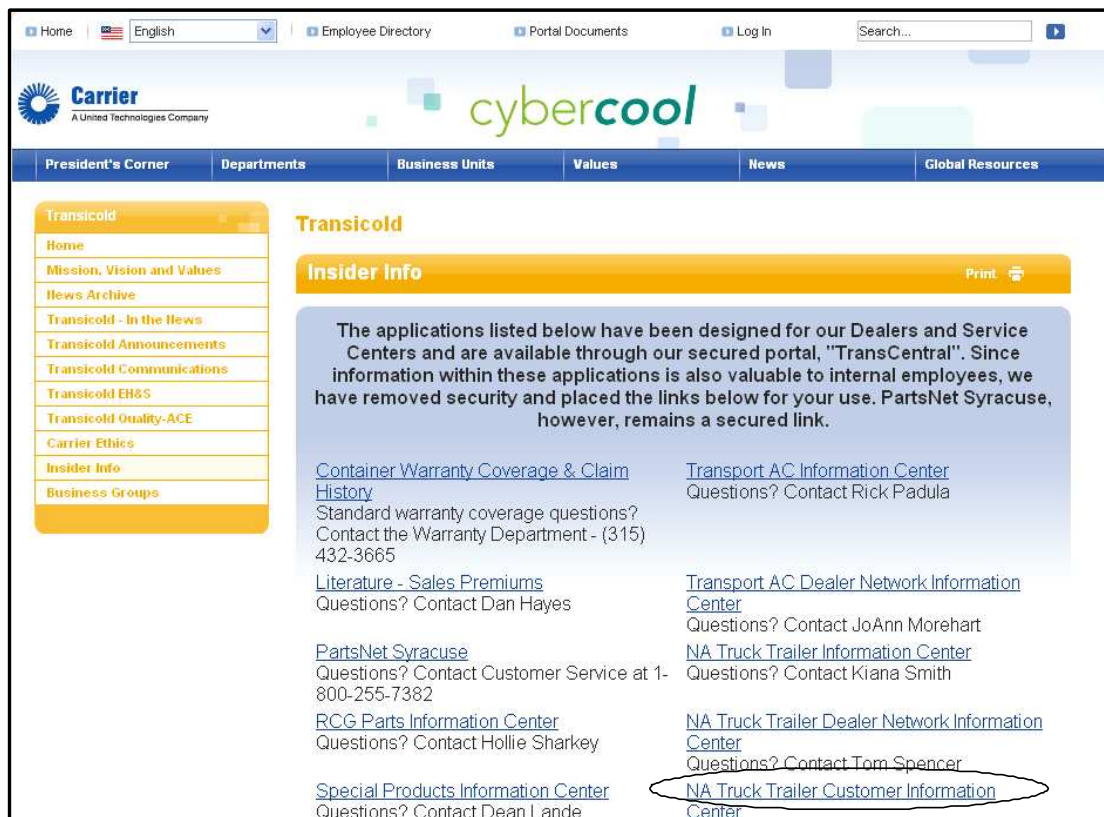 Home
English
Employee Directory
Portal Documents
Log In
Search...
Carrier
A United Technologies Company
cybercool
President's Corner
Departments
Business Units
Values
News
Global Resources
Transicold
Home
Mission, Vision and Values
News Archive
Transicold - In the News
Transicold Announcements
Transicold Communications
Transicold EH&S
Transicold Quality-ACE
Carrier Ethics
Insider Info
Business Groups
Transicold
Insider Info
Print
The applications listed below have been designed for our Dealers and Service
Centers and are available through our secured portal, "TransCentral". Since
information within these applications is also valuable to internal employees, we
have removed security and placed the links below for your use. PartsNet Syracuse,
however, remains a secured link.
Container Warranty Coverage & Claim
History
Standard warranty coverage questions?
Contact the Warranty Department - (315)
432-3665
Transport AC Information Center
Questions? Contact Rick Padula
Literature - Sales Premiums
Questions? Contact Dan Hayes
Transport AC Dealer Network Information
Center
Questions? Contact JoAnn Morehart
PartsNet Syracuse
Questions? Contact Customer Service at 1-
800-255-7382
NA Truck Trailer Information Center
Questions? Contact Kiana Smith
RCG Parts Information Center
Questions? Contact Hollie Sharkey
NA Truck Trailer Dealer Network Information
Center
Questions? Contact Tom Spencer
Special Products Information Center
Questions? Contact Dean Lande
NA Truck Trailer Customer Information
Center